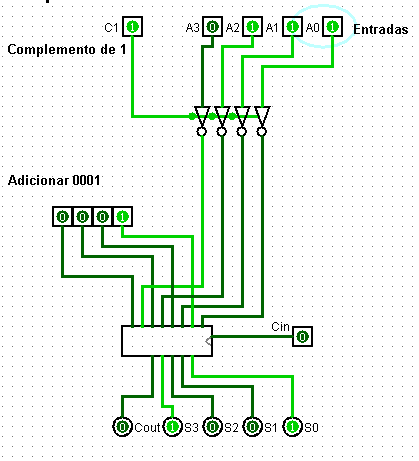 C1 1 A3 0 A2 1 A1 1 A0 1 Entradas
Complemento de 1
Adicionar 0001
0 0 0 1
Cin 0
0 Cout 1 S3 0 S2 0 S1 1 S0